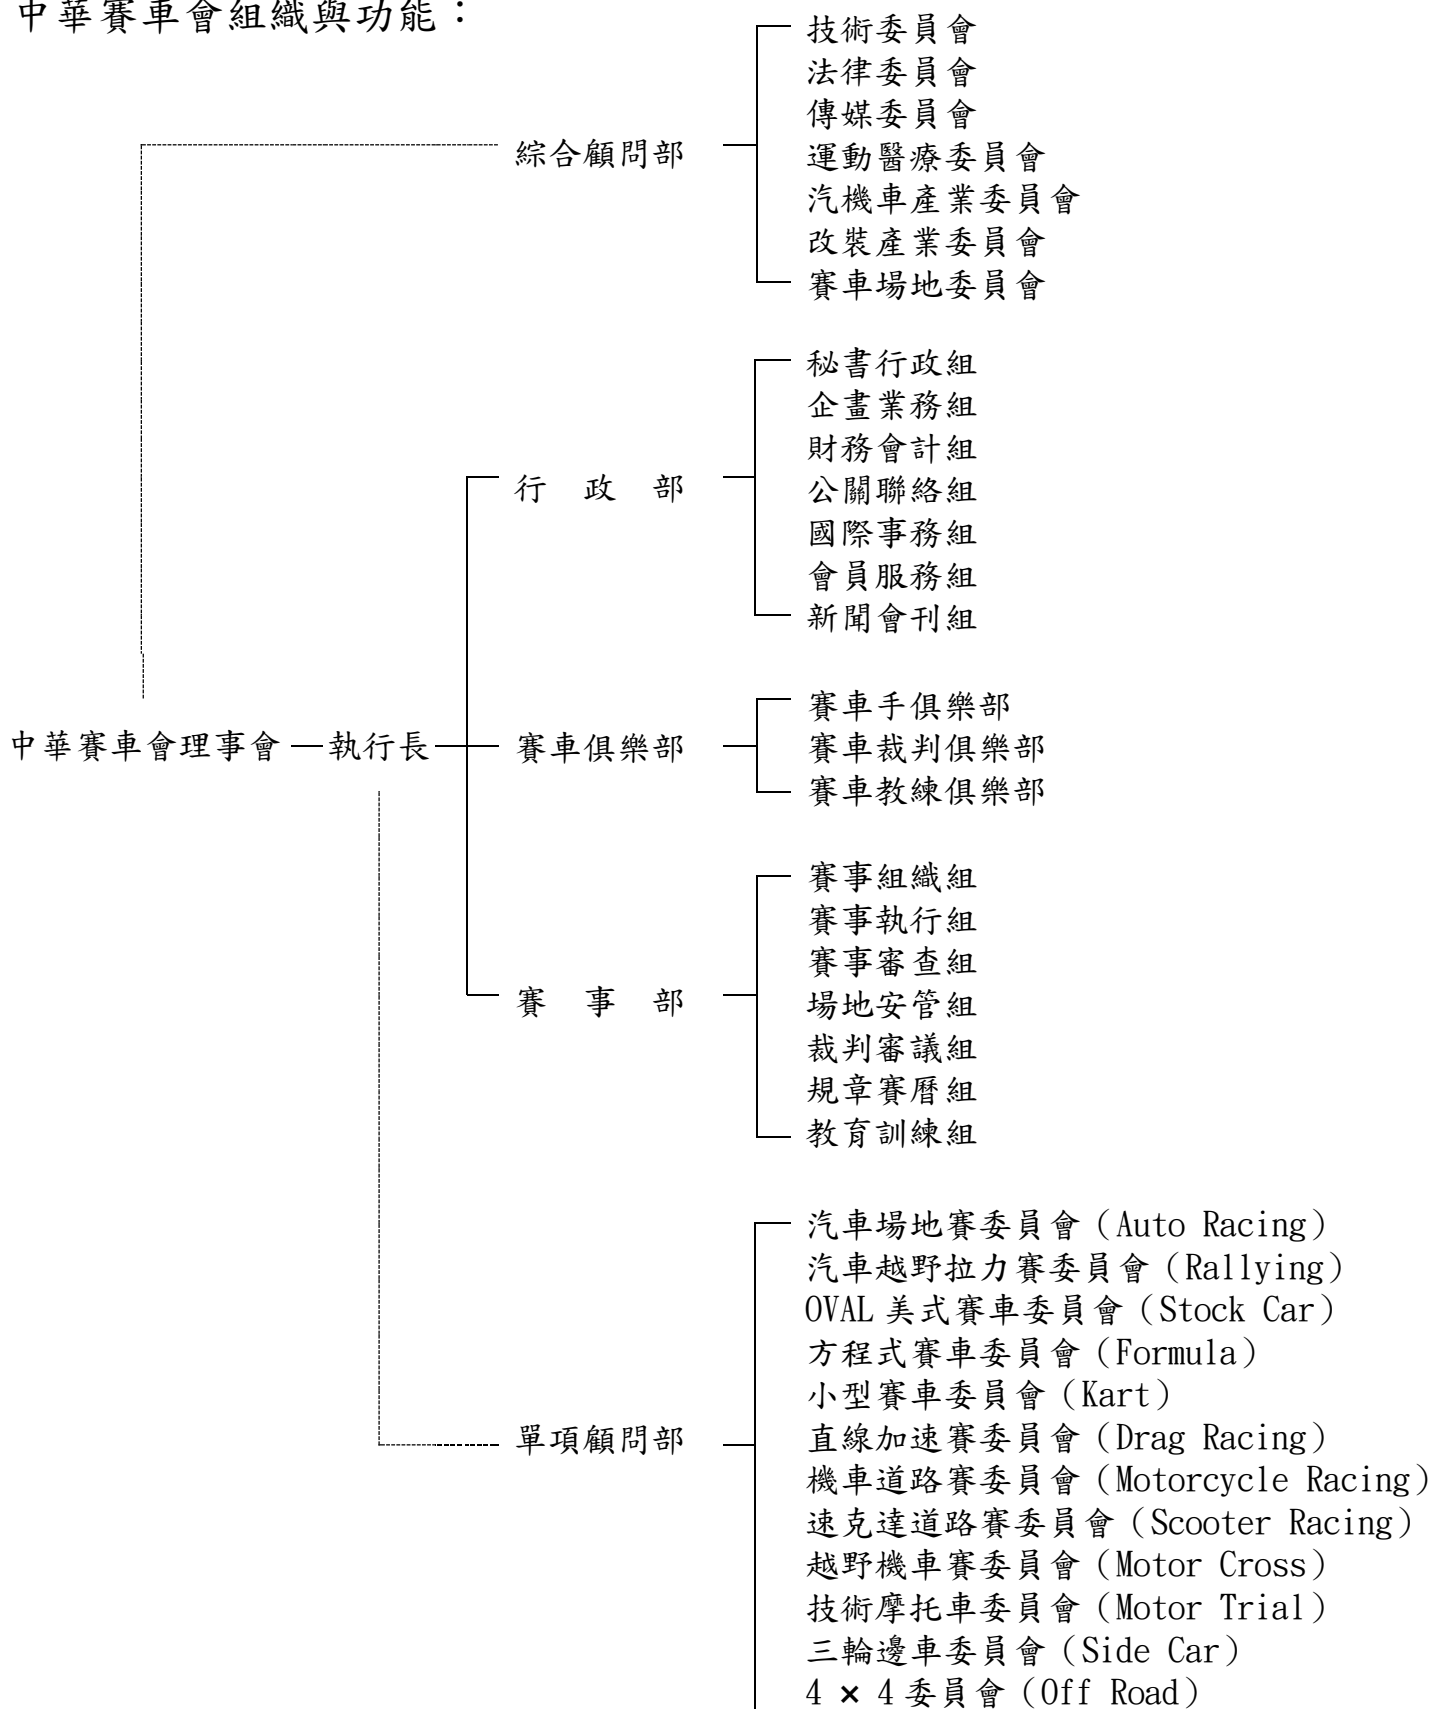 中華賽車會組織與功能：
技術委員會
法律委員會
傳媒委員會
綜合顧問部
運動醫療委員會
汽機車產業委員會
改裝產業委員會
賽車場地委員會
秘書行政組
企畫業務組
財務會計組
行 政 部
公關聯絡組
國際事務組
會員服務組
新聞會刊組
賽車手俱樂部
中華賽車會理事會 執行長 賽車俱樂部 賽車裁判俱樂部
賽車教練俱樂部
賽事組織組
賽事執行組
賽事審查組
賽 事 部
場地安管組
裁判審議組
規章賽曆組
教育訓練組
汽車場地賽委員會（Auto Racing）
汽車越野拉力賽委員會（Rallying）
OVAL 美式賽車委員會（Stock Car）
方程式賽車委員會（Formula）
小型賽車委員會（Kart）
單項顧問部
直線加速賽委員會（Drag Racing）
機車道路賽委員會（Motorcycle Racing）
速克達道路賽委員會（Scooter Racing）
越野機車賽委員會（Motor Cross）
技術摩托車委員會（Motor Trial）
三輪邊車委員會（Side Car）
4 × 4 委員會（Off Road）